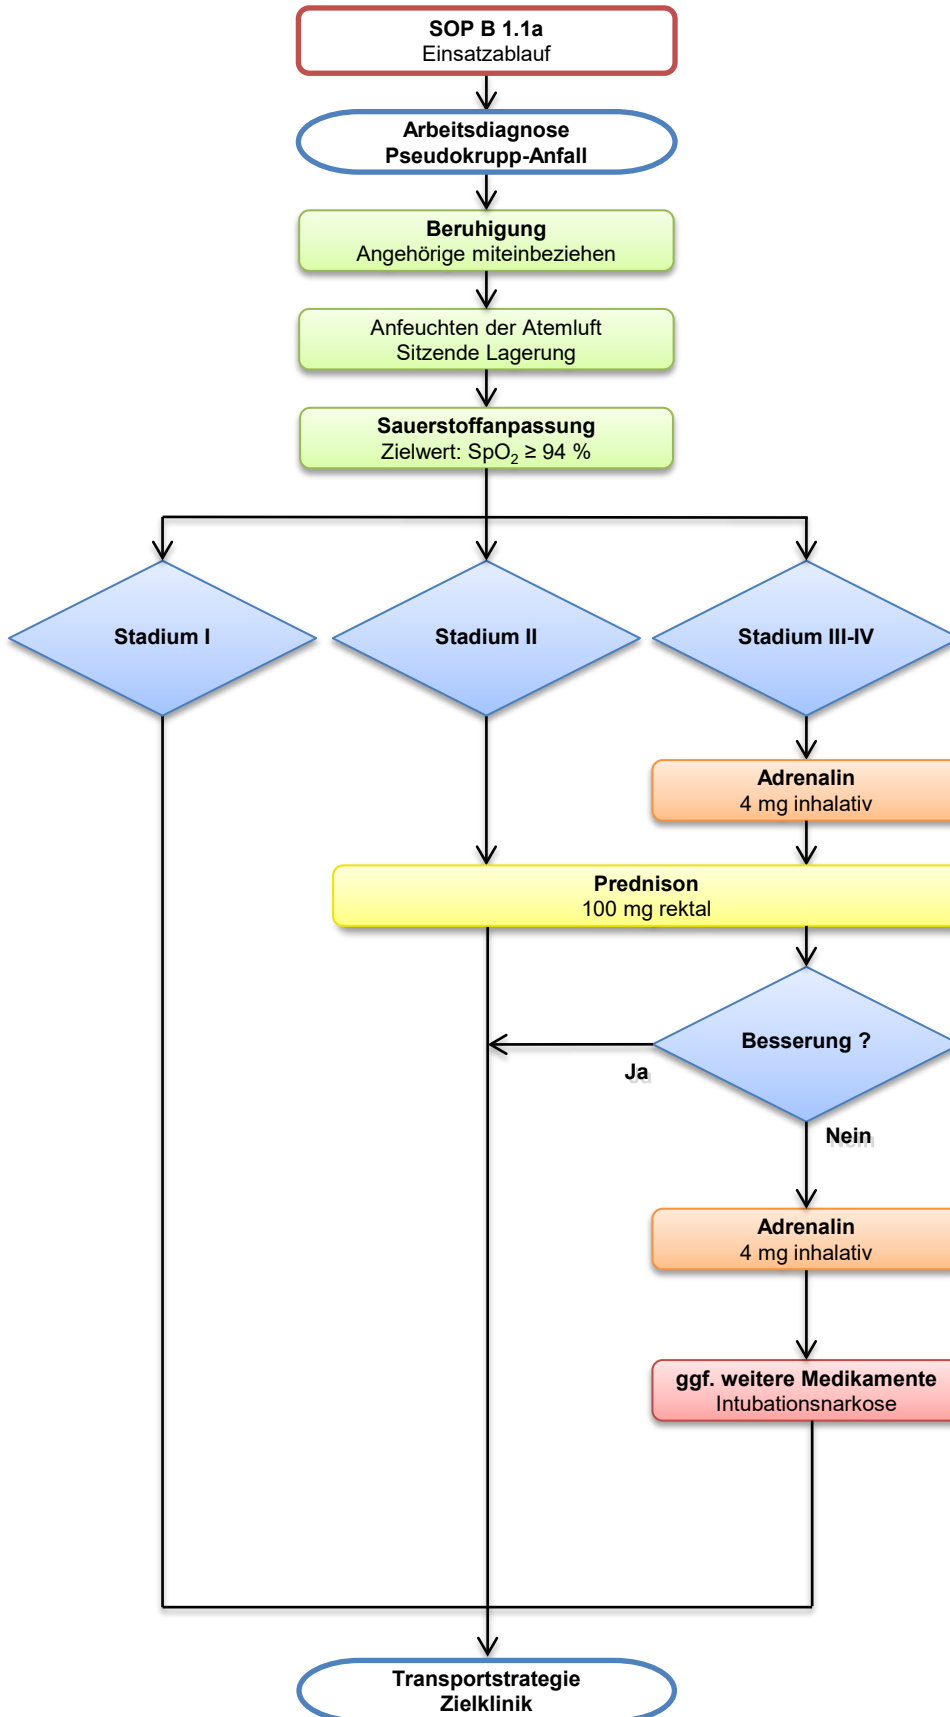 SOP B 1.1a
Einsatzablauf
Arbeitsdiagnose
Pseudokrupp-Anfall
Beruhigung
Angehörige miteinbeziehen
Anfeuchten der Atemluft
Sitzende Lagerung
Sauerstoffanpassung
Zielwert: SpO₂ ≥ 94 %
Stadium I
Stadium II
Stadium III-IV
Adrenalin
4 mg inhalativ
Prednison
100 mg rektal
Besserung ?
Ja
Nein
Adrenalin
4 mg inhalativ
ggf. weitere Medikamente
Intubationsnarkose
Transportstrategie
Zielklinik